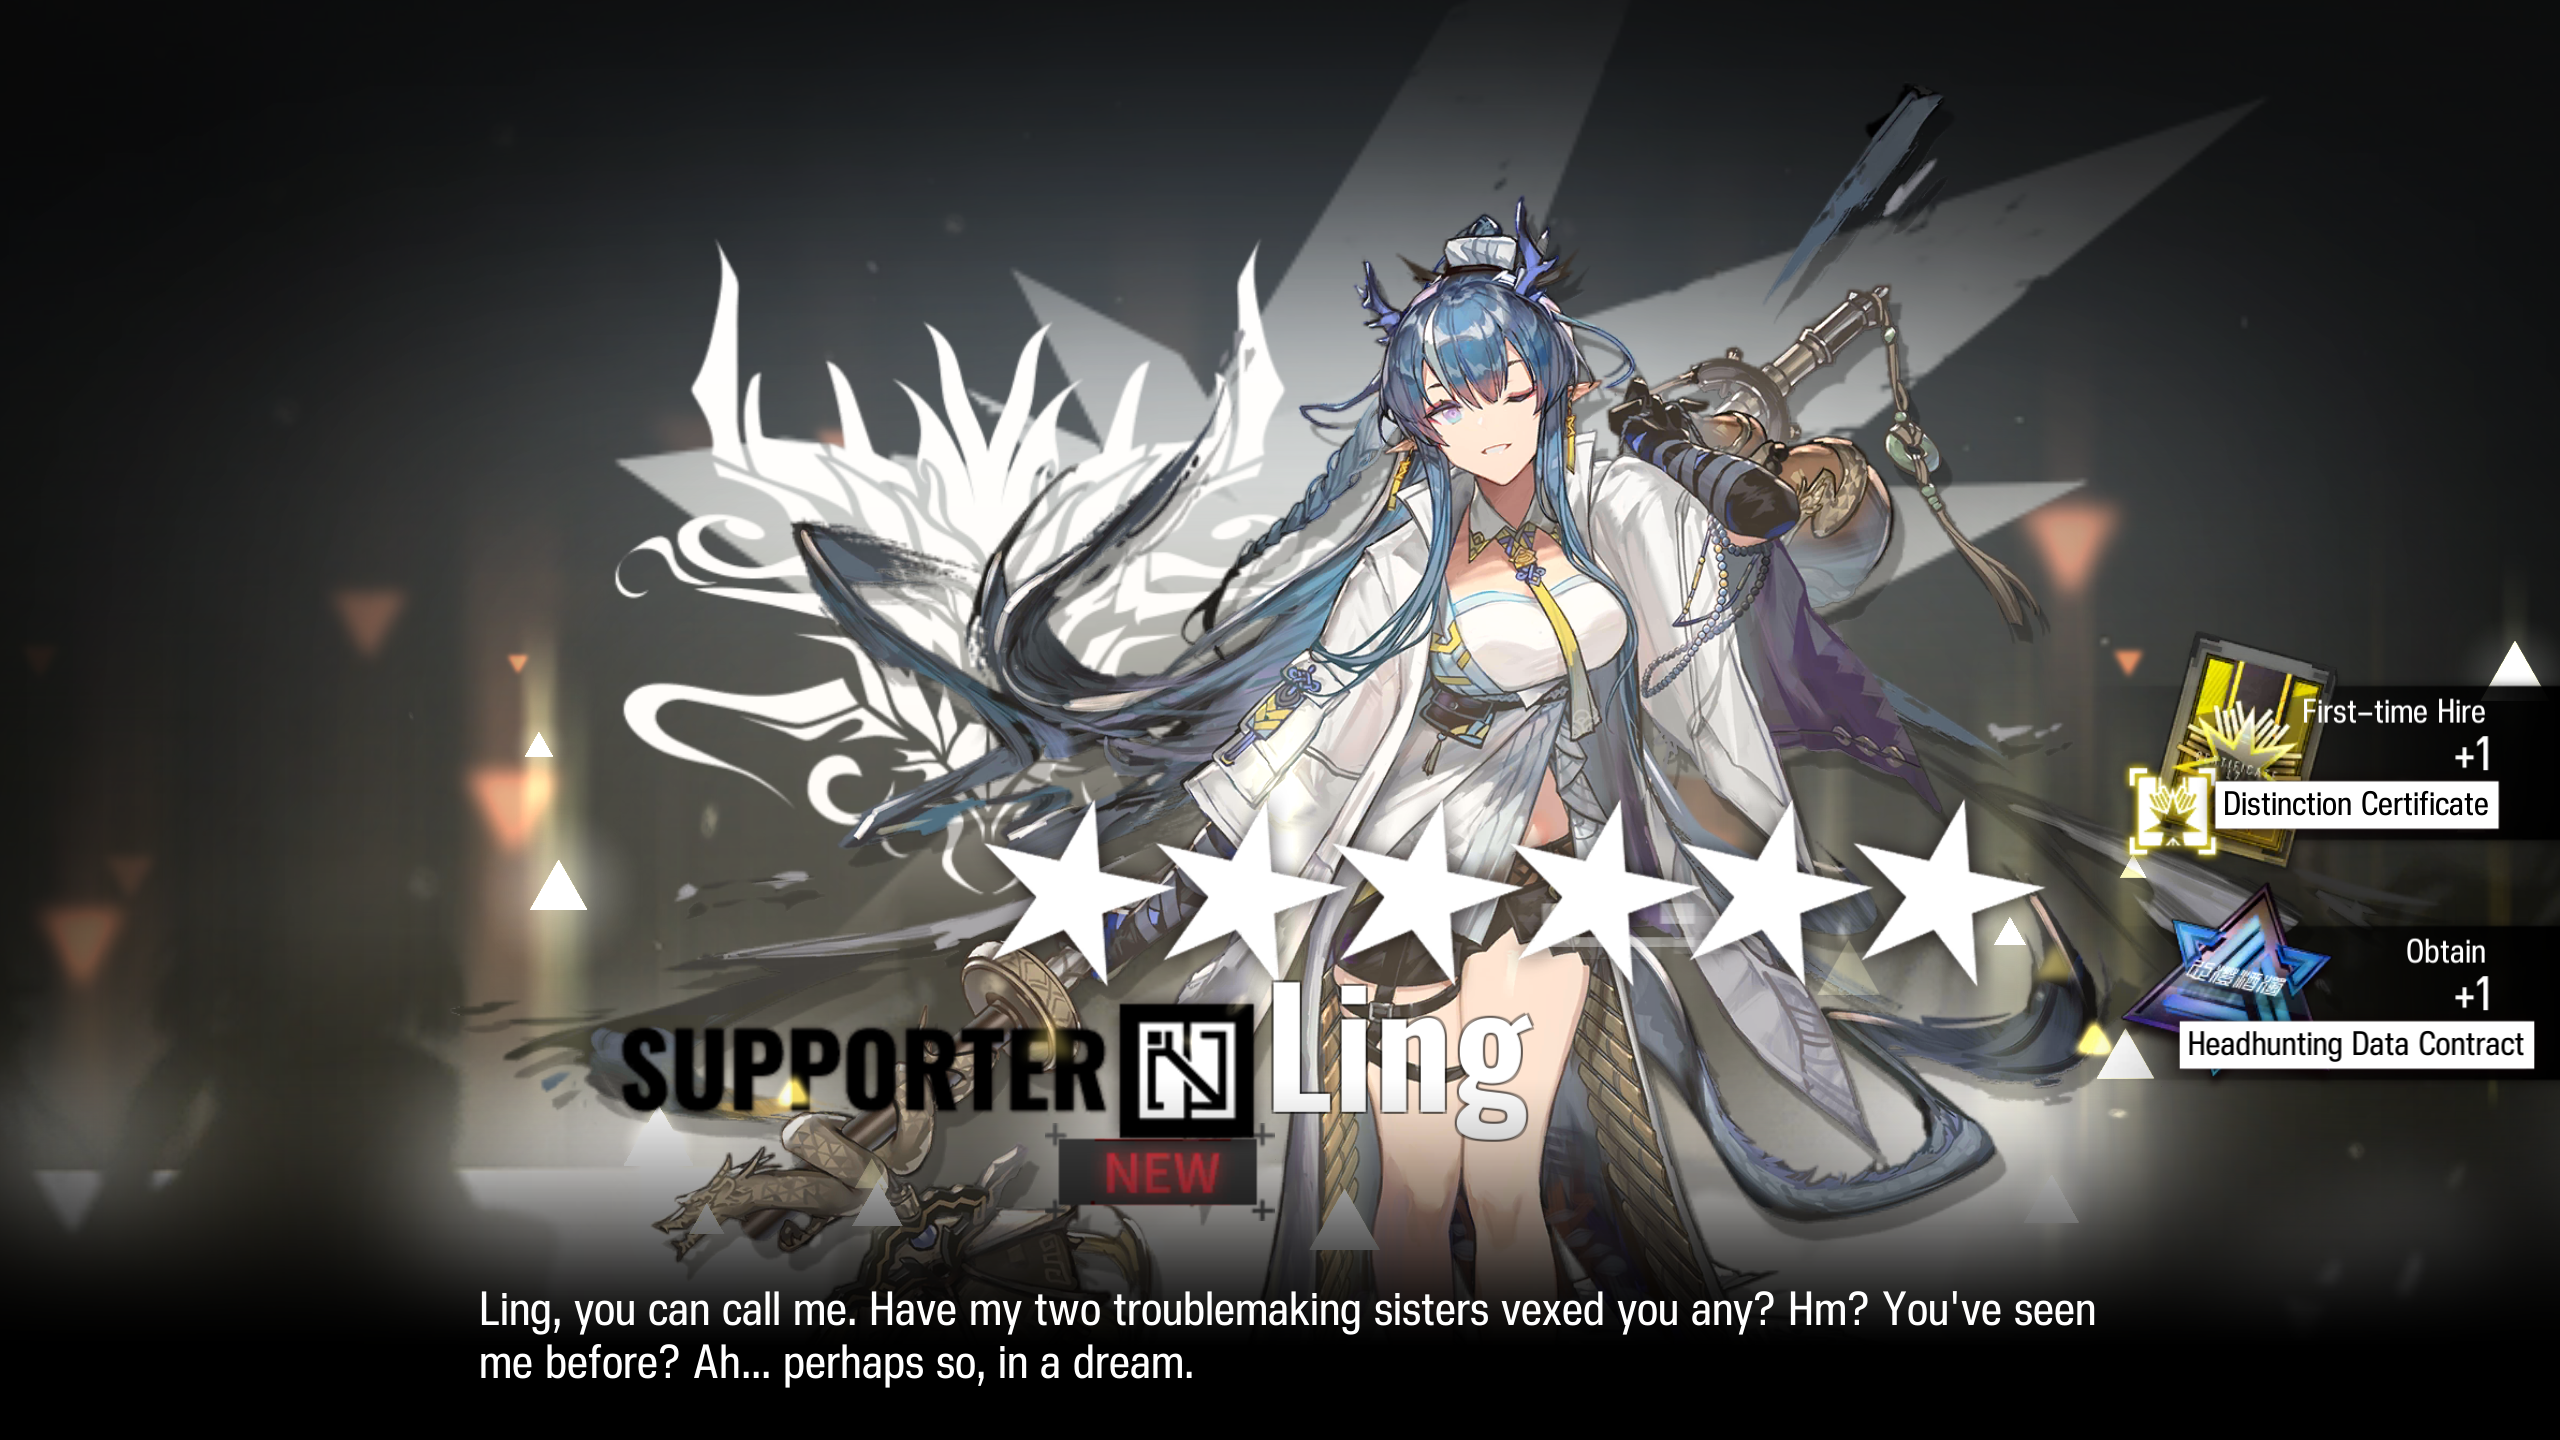 First-time Hire
+1
Distinction Certificate
Obtain
+1
Headhunting Data Contract
SUPPORTER
Ling
NEW
Ling, you can call me. Have my two troublemaking sisters vexed you any? Hm? You've seen
me before? Ah... perhaps so, in a dream.